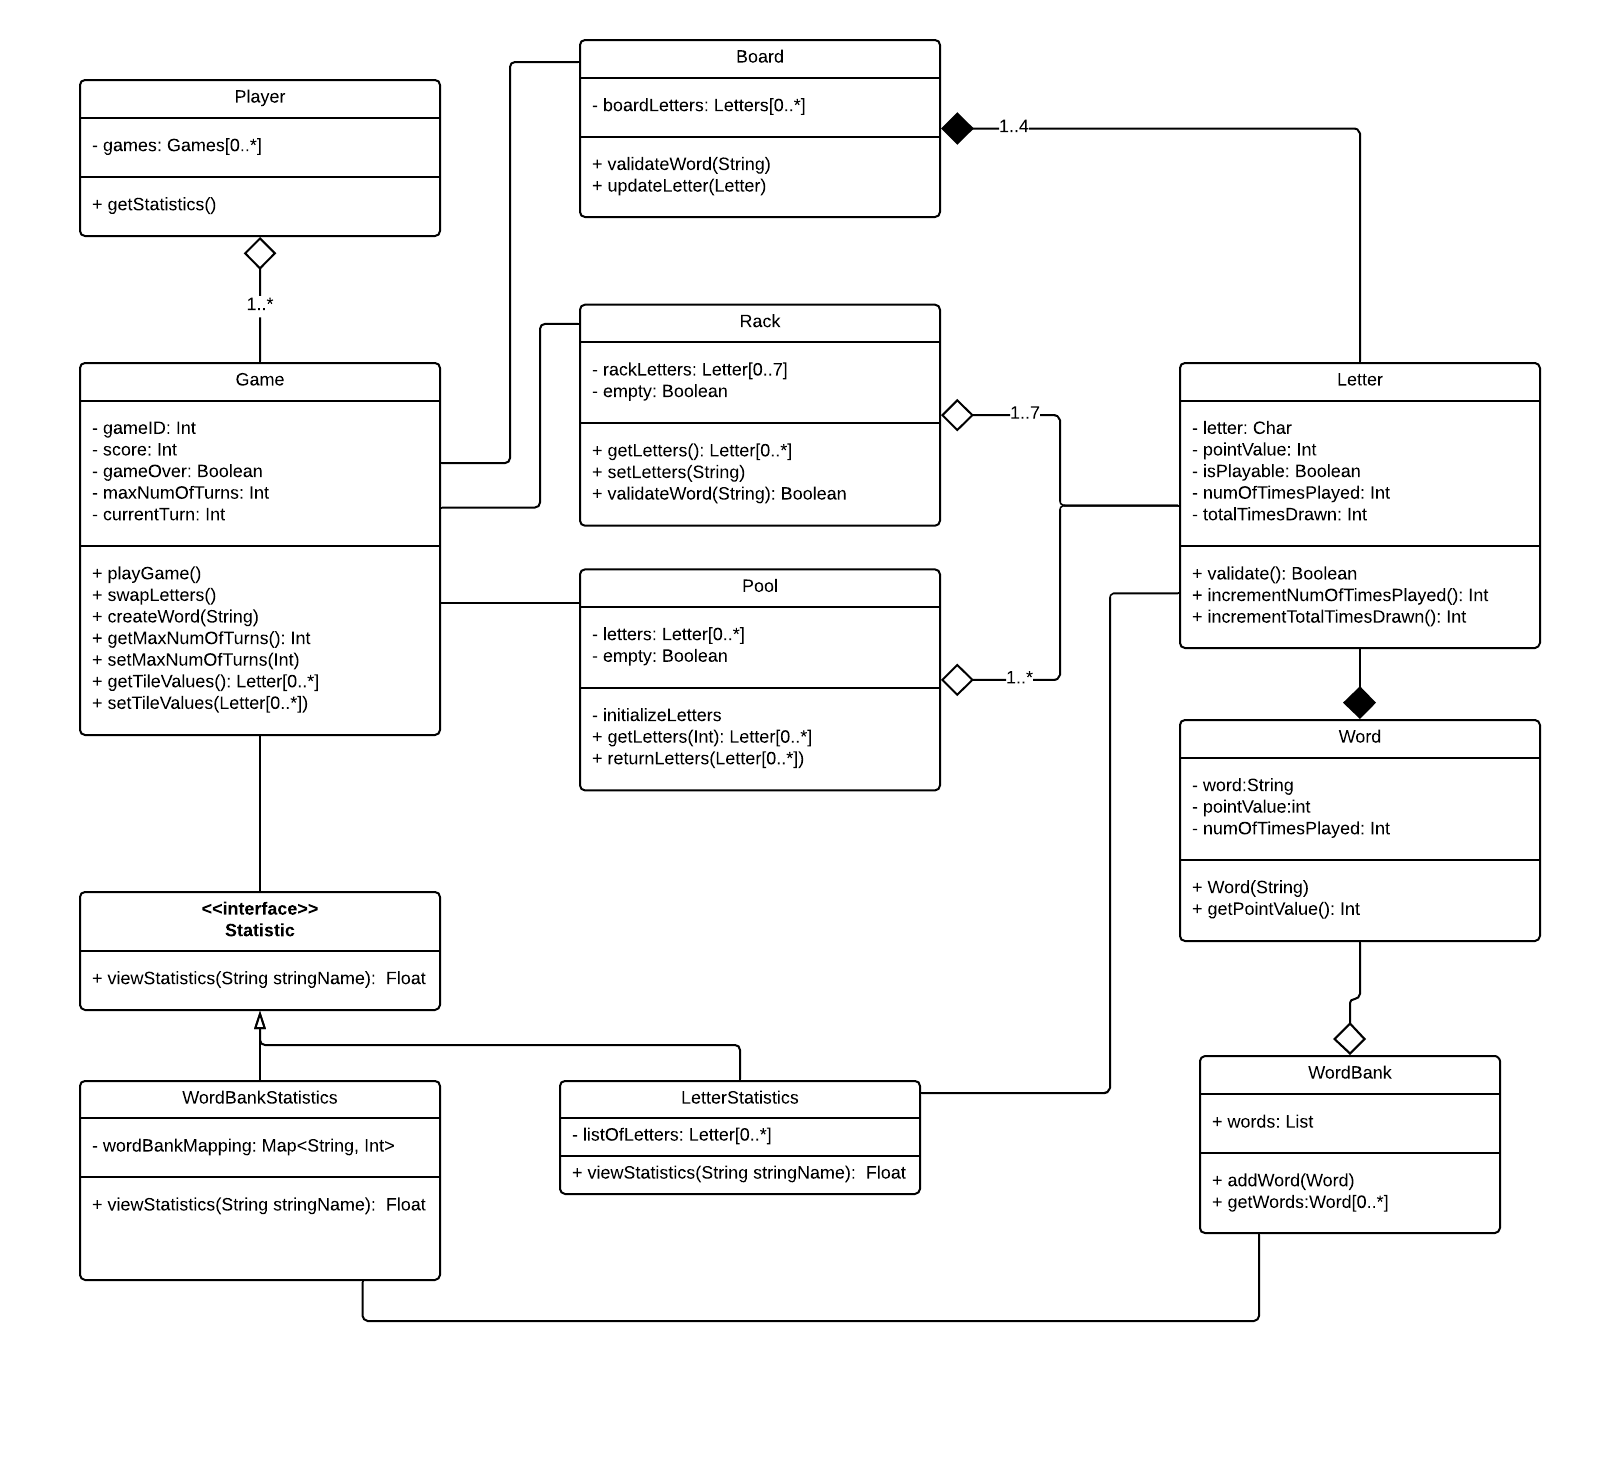 Board
- boardLetters: Letters[0..*]
+ validateWord(String)
+ updateLetter(Letter)
1..4
Player
- games: Games[0..*]
+ getStatistics()
1..*
Rack
- rackLetters: Letter[0..7]
- empty: Boolean
+ getLetters(): Letter[0..*]
+ setLetters(String)
+ validateWord(String): Boolean
1..7
Game
- gameID: Int
- score: Int
- gameOver: Boolean
- maxNumOfTurns: Int
- currentTurn: Int
+ playGame()
+ swapLetters()
+ createWord(String)
+ getMaxNumOfTurns(): Int
+ setMaxNumOfTurns(Int)
+ getTileValues(): Letter[0..*]
+ setTileValues(Letter[0..*])
Letter
- letter: Char
- pointValue: Int
- isPlayable: Boolean
- numOfTimesPlayed: Int
- totalTimesDrawn: Int
+ validate(): Boolean
+ incrementNumOfTimesPlayed(): Int
+ incrementTotalTimesDrawn(): Int
Pool
- letters: Letter[0..*]
- empty: Boolean
- initializeLetters
+ getLetters(Int): Letter[0..*]
+ returnLetters(Letter[0..*])
1..*
Word
- word:String
- pointValue:int
- numOfTimesPlayed: Int
+ Word(String)
+ getPointValue(): Int
<<interface>>
Statistic
+ viewStatistics(String stringName):  Float
WordBankStatistics
- wordBankMapping: Map<String, Int>
+ viewStatistics(String stringName):  Float
LetterStatistics
- listOfLetters: Letter[0..*]
+ viewStatistics(String stringName):  Float
WordBank
+ words: List
+ addWord(Word)
+ getWords:Word[0..*]